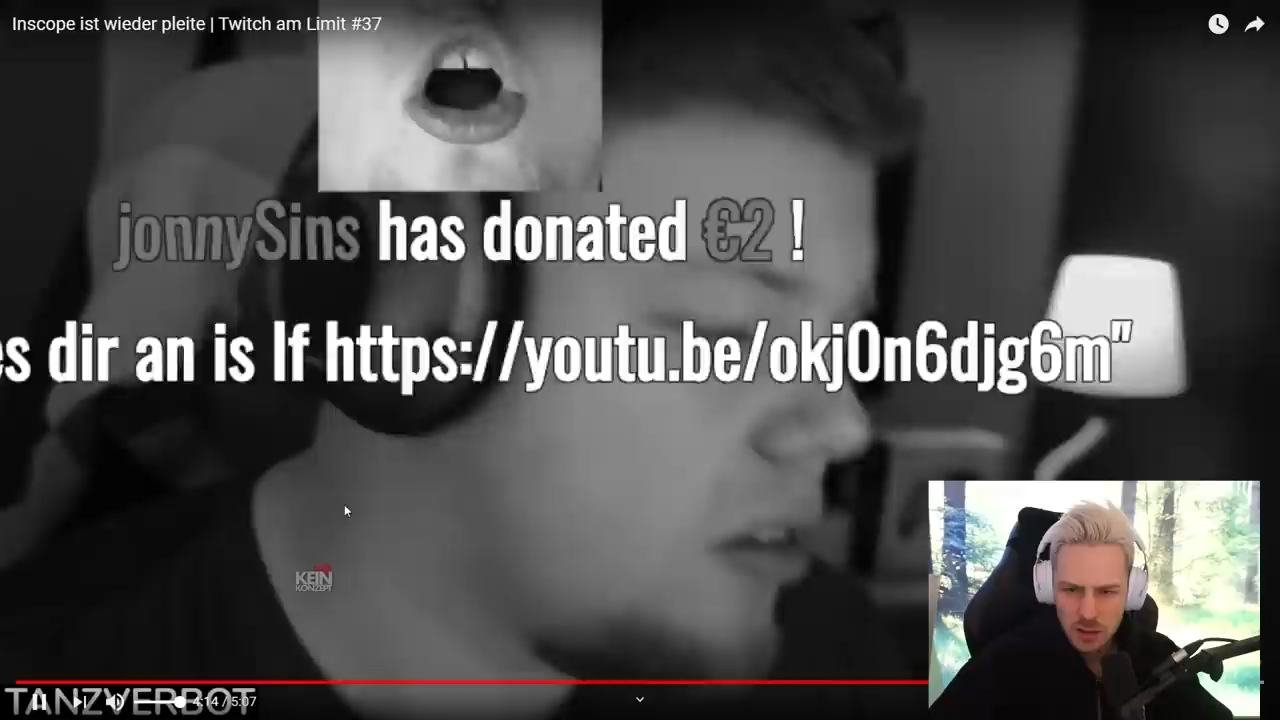 Inscope ist wieder pleite | Twitch am Limit #37
jonnySins has donated €2 !
es dir an is lf https://youtu.be/okj0n6djg6m"
KEIN
KONZEPT
TANZVERBOT
4:14 / 5:07